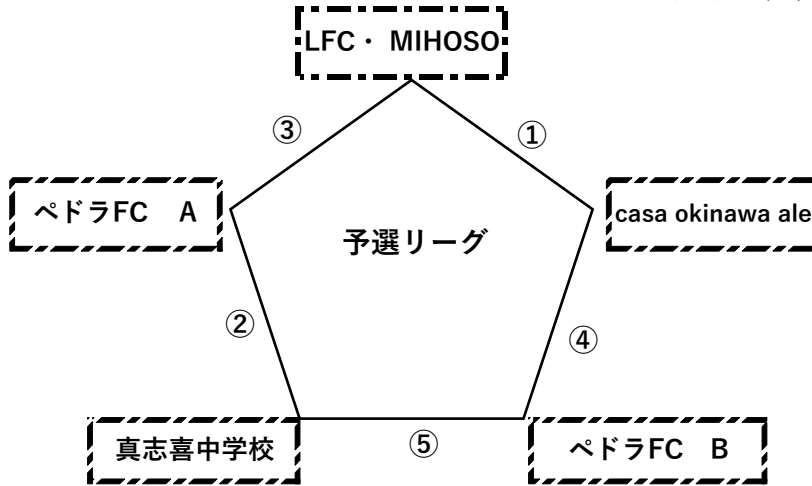 LFC・ MIHOSO
③
①
ペドラFC　A
casa okinawa ale
予選リーグ
②
④
真志喜中学校
⑤
ペドラFC　B